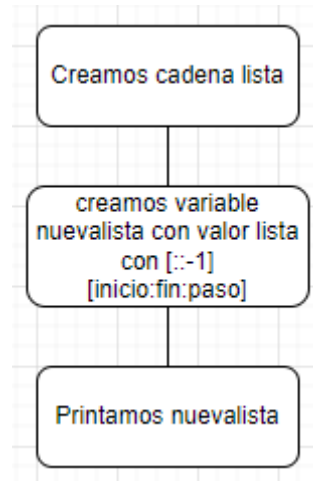 Creamos cadena lista
creamos variable
nuevalista con valor lista
con [::-1]
[inicio:fin:paso]
Printamos nuevalista